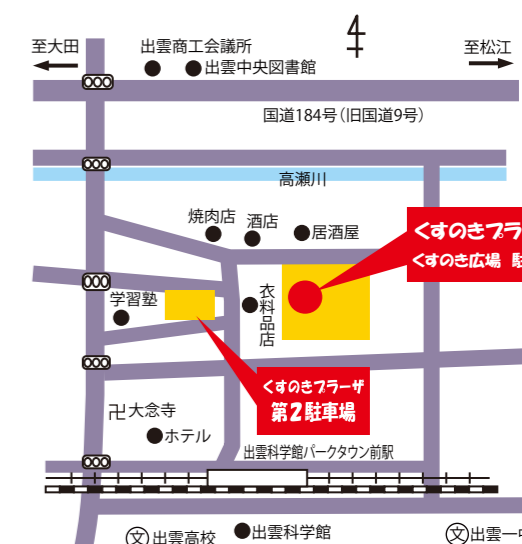 至大田
出雲商工会議所
至松江
出雲中央図書館
国道184号(旧国道9号)
高瀬川
焼肉店
酒店
居酒屋
くすのきプラ
くすのき広場 駐
学習塾
衣料品店
くすのきプラーザ
第2駐車場
卍大念寺
ホテル
出雲科学館パークタウン前駅
文 出雲高校
出雲科学館
文 出雲一中